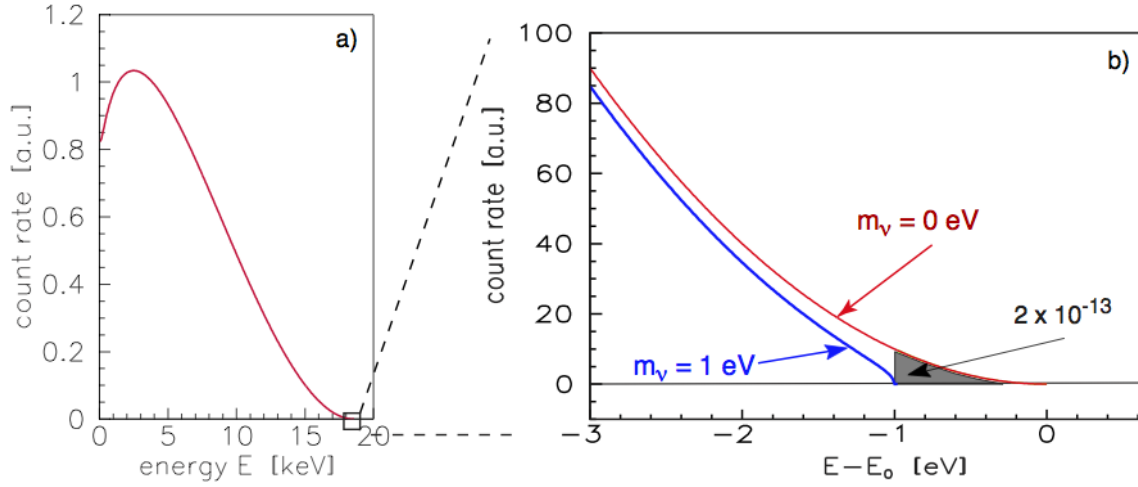 a)
1.2
1
0.8
0.6
0.4
0.2
0
count rate [a.u.]
0 5 10 15 20
energy E [keV]
b)
100
80
60
40
20
0
count rate [a.u.]
mν = 0 eV
2 x 10⁻¹³
mν = 1 eV
−3 −2 −1 0
E−E₀ [eV]